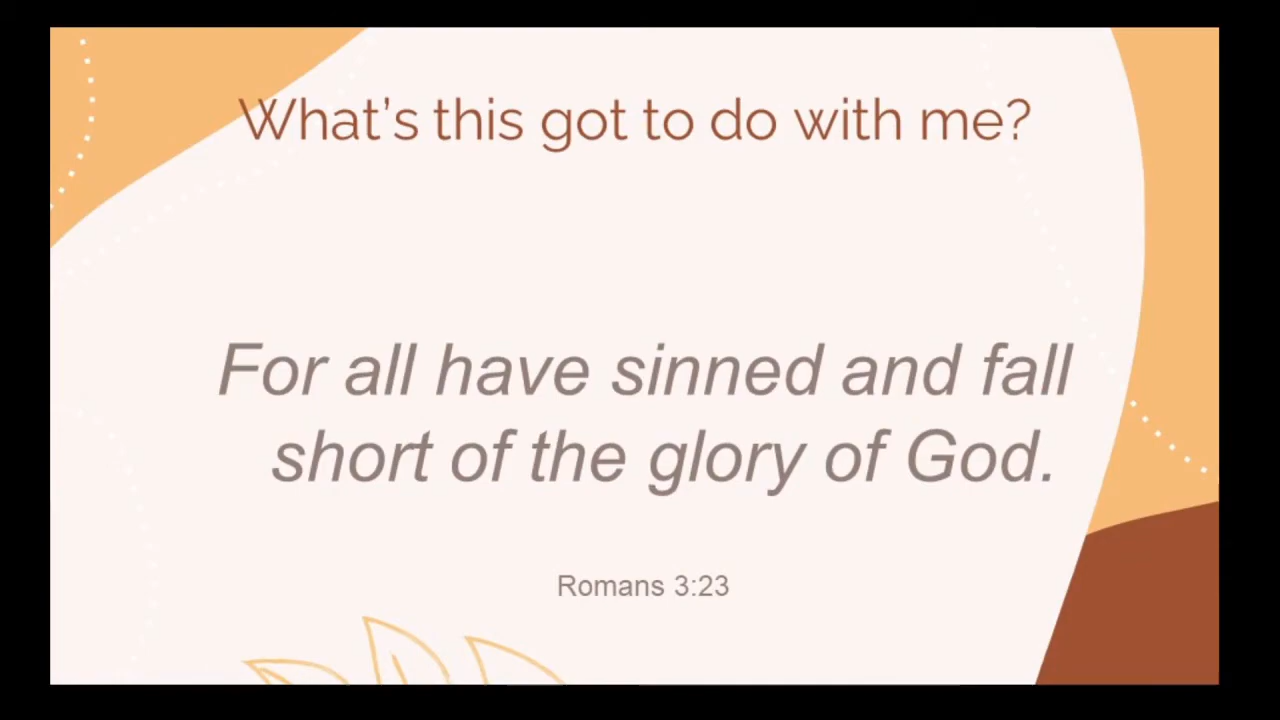 What's this got to do with me?
For all have sinned and fall
short of the glory of God.
Romans 3:23